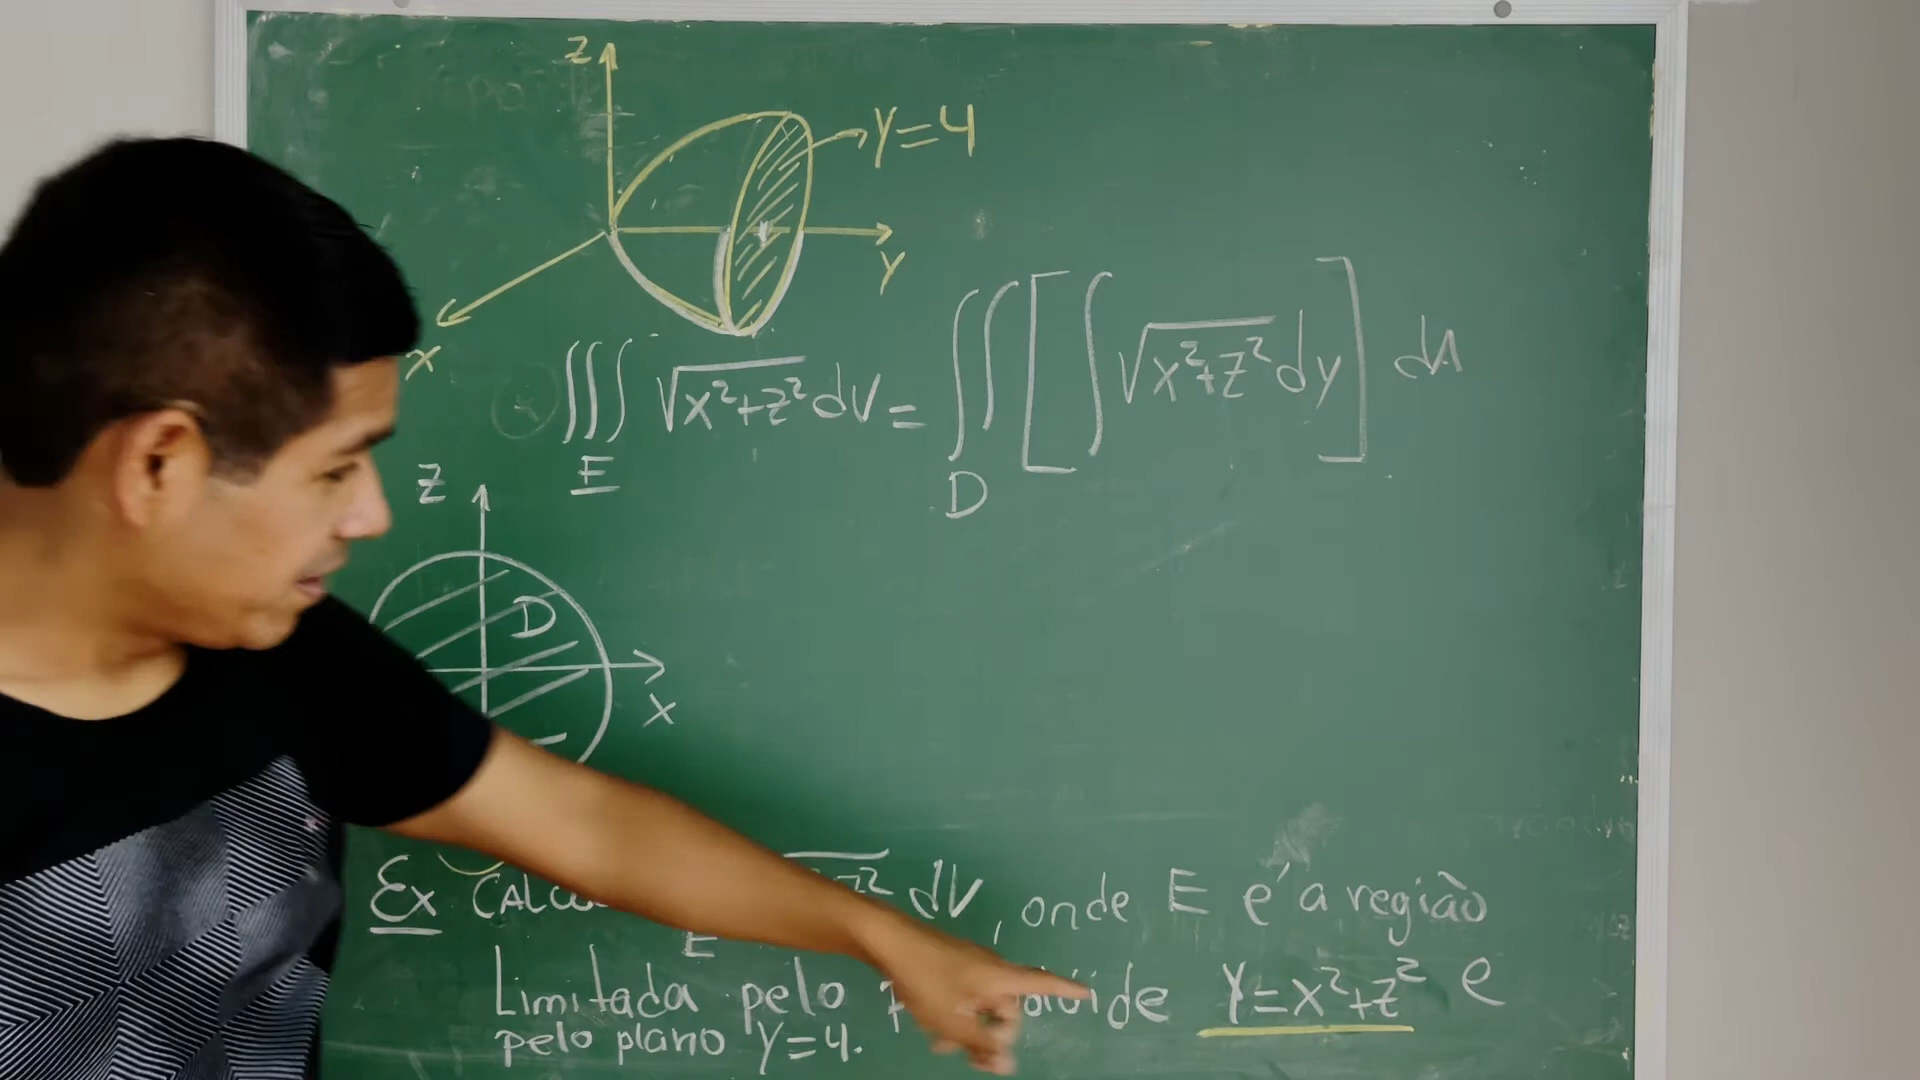 Z
Y=4
Y
X
∭ √x²+z² dV = ∬ [∫ √x²+z² dy] dA
E D
Z
D
X
Ex z² dV, onde E é a região
E
Limitada pelo Y=x²+z² e
pelo plano Y=4.